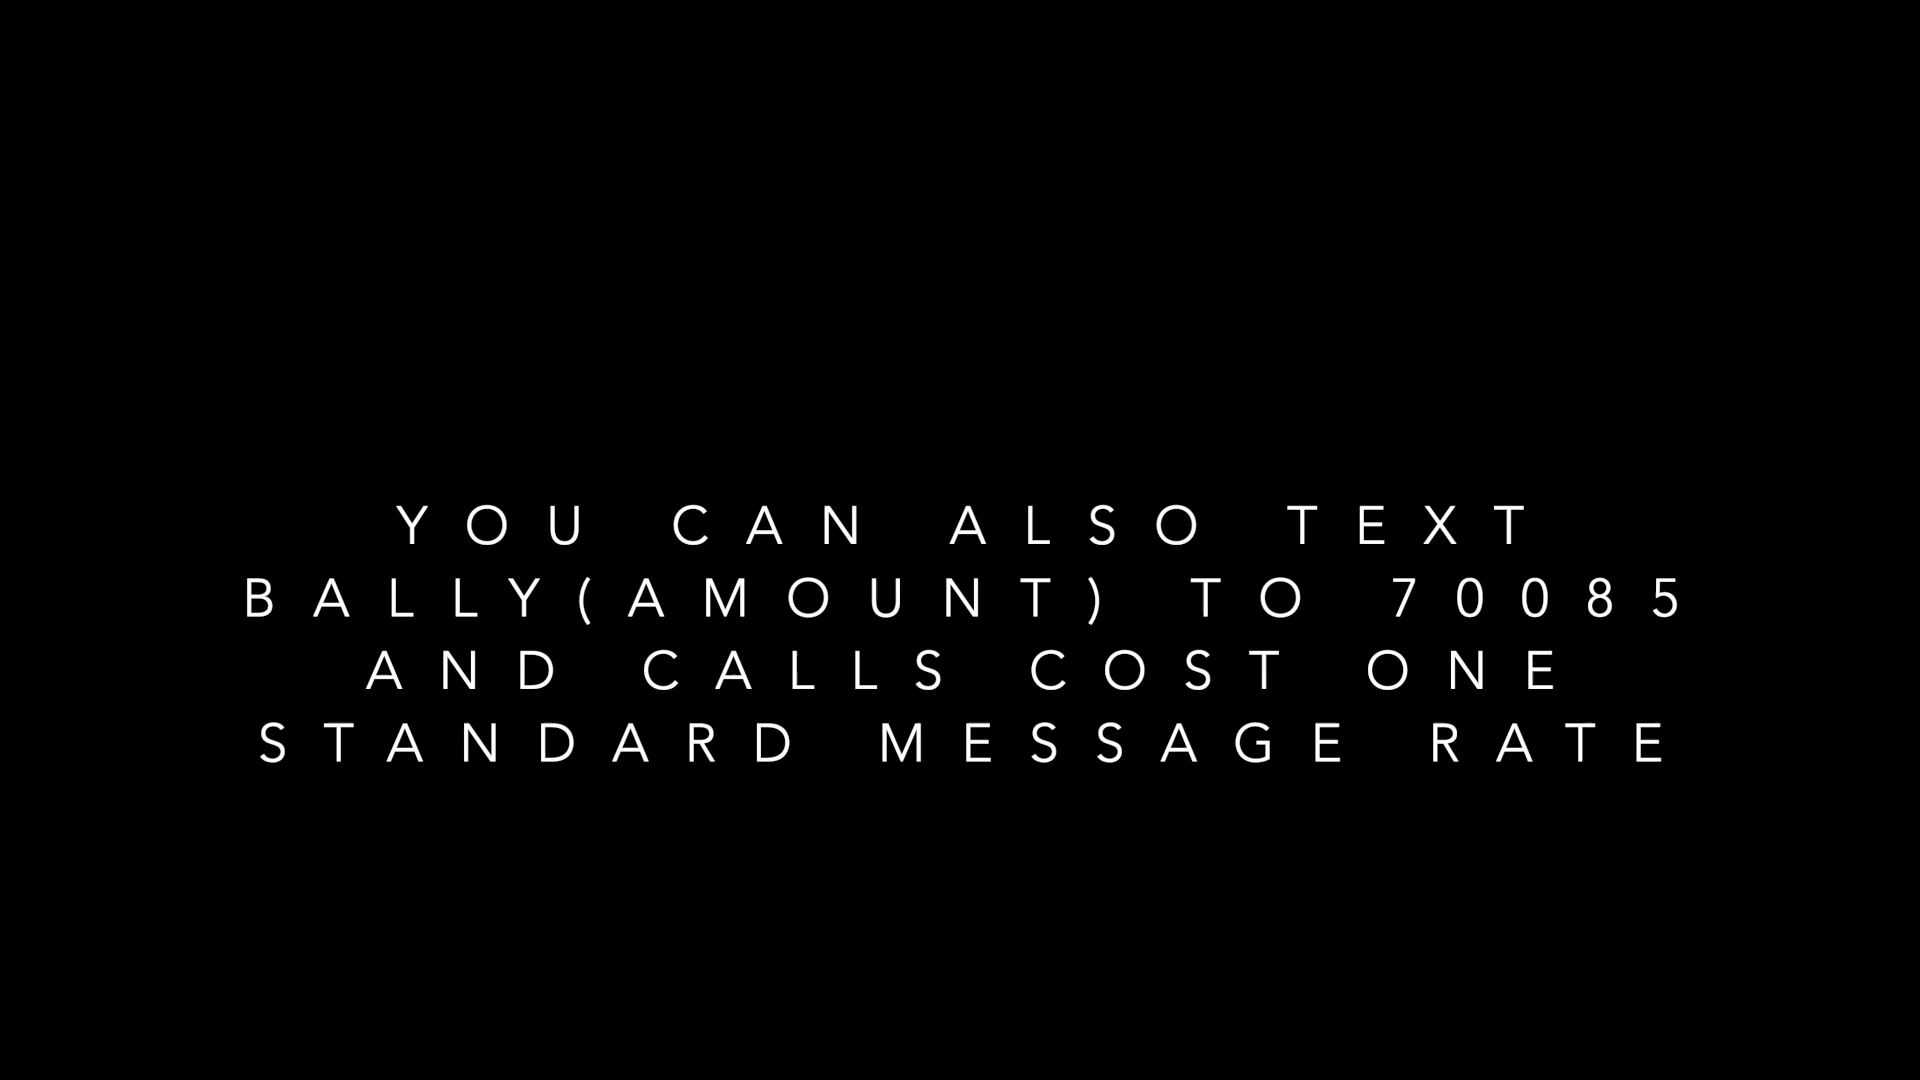 YOU CAN ALSO TEXT
BALLY(AMOUNT) TO 70085
AND CALLS COST ONE
STANDARD MESSAGE RATE